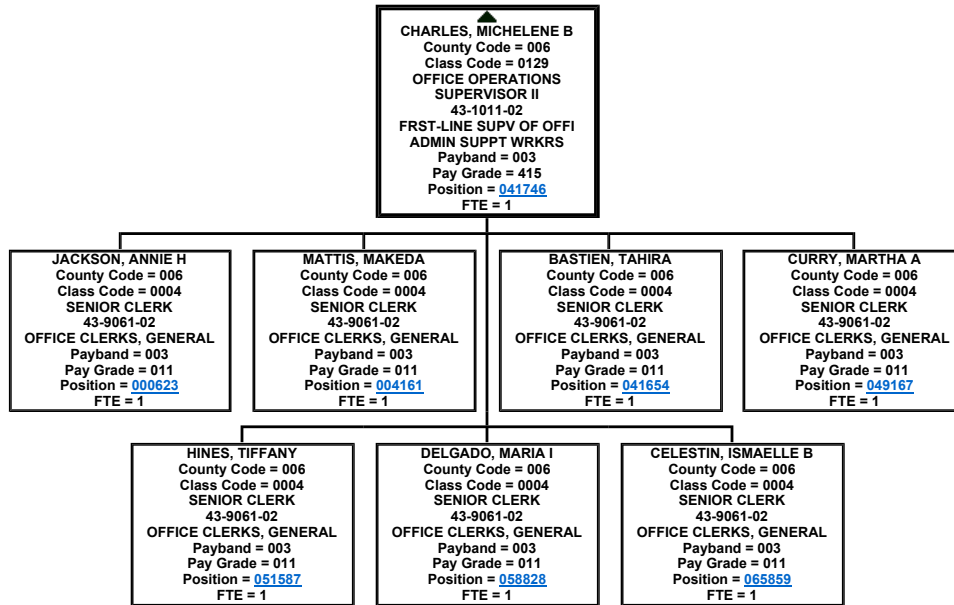 CHARLES, MICHELENE B
County Code = 006
Class Code = 0129
OFFICE OPERATIONS
SUPERVISOR II
43-1011-02
FRST-LINE SUPV OF OFFI
ADMIN SUPPT WRKRS
Payband = 003
Pay Grade = 415
Position = 041746
FTE = 1
JACKSON, ANNIE H
County Code = 006
Class Code = 0004
SENIOR CLERK
43-9061-02
OFFICE CLERKS, GENERAL
Payband = 003
Pay Grade = 011
Position = 000623
FTE = 1
MATTIS, MAKEDA
County Code = 006
Class Code = 0004
SENIOR CLERK
43-9061-02
OFFICE CLERKS, GENERAL
Payband = 003
Pay Grade = 011
Position = 004161
FTE = 1
BASTIEN, TAHIRA
County Code = 006
Class Code = 0004
SENIOR CLERK
43-9061-02
OFFICE CLERKS, GENERAL
Payband = 003
Pay Grade = 011
Position = 041654
FTE = 1
CURRY, MARTHA A
County Code = 006
Class Code = 0004
SENIOR CLERK
43-9061-02
OFFICE CLERKS, GENERAL
Payband = 003
Pay Grade = 011
Position = 049167
FTE = 1
HINES, TIFFANY
County Code = 006
Class Code = 0004
SENIOR CLERK
43-9061-02
OFFICE CLERKS, GENERAL
Payband = 003
Pay Grade = 011
Position = 051587
FTE = 1
DELGADO, MARIA I
County Code = 006
Class Code = 0004
SENIOR CLERK
43-9061-02
OFFICE CLERKS, GENERAL
Payband = 003
Pay Grade = 011
Position = 058828
FTE = 1
CELESTIN, ISMAELLE B
County Code = 006
Class Code = 0004
SENIOR CLERK
43-9061-02
OFFICE CLERKS, GENERAL
Payband = 003
Pay Grade = 011
Position = 065859
FTE = 1